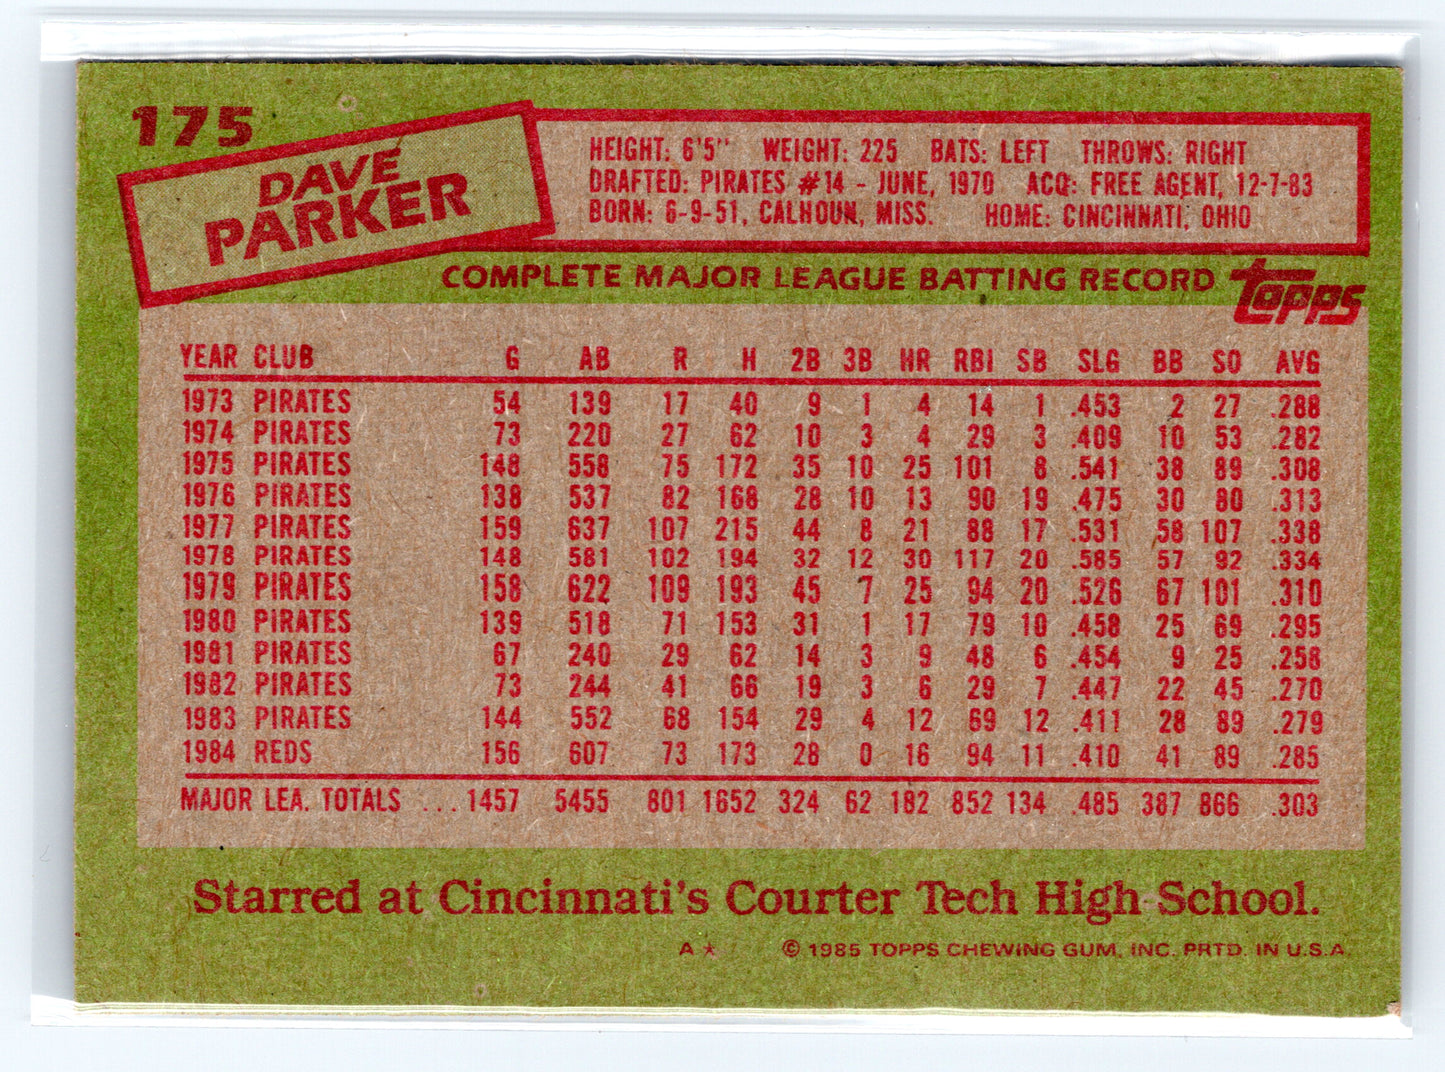 175
DAVE
PARKER
HEIGHT: 6'5" WEIGHT: 225 BATS: LEFT THROWS: RIGHT
DRAFTED: PIRATES #14 - JUNE, 1970 ACQ: FREE AGENT, 12-7-83
BORN: 6-9-51, CALHOUN, MISS. HOME: CINCINNATI, OHIO
COMPLETE MAJOR LEAGUE BATTING RECORD topps
YEAR CLUB G AB R H 2B 3B HR RBI SB SLG BB SO AVG
1973 PIRATES 54 139 17 40 9 1 4 14 1 .453 2 27 .288
1974 PIRATES 73 220 27 62 10 3 4 29 3 .409 10 53 .282
1975 PIRATES 148 558 75 172 35 10 25 101 8 .541 38 89 .308
1976 PIRATES 138 537 82 168 28 10 13 90 19 .475 30 80 .313
1977 PIRATES 159 637 107 215 44 8 21 88 17 .531 58 107 .338
1978 PIRATES 148 581 102 194 32 12 30 117 20 .585 57 92 .334
1979 PIRATES 158 622 109 193 45 7 25 94 20 .526 67 101 .310
1980 PIRATES 139 518 71 153 31 1 17 79 10 .458 25 69 .295
1981 PIRATES 67 240 29 62 14 3 9 48 6 .454 9 25 .258
1982 PIRATES 73 244 41 66 19 3 6 29 7 .447 22 45 .270
1983 PIRATES 144 552 68 154 29 4 12 69 12 .411 28 89 .279
1984 REDS 156 607 73 173 28 0 16 94 11 .410 41 89 .285
MAJOR LEA. TOTALS ... 1457 5455 801 1652 324 62 182 852 134 .485 387 866 .303
Starred at Cincinnati's Courter Tech High School.
A★ © 1985 TOPPS CHEWING GUM, INC. PRTD. IN U.S.A.